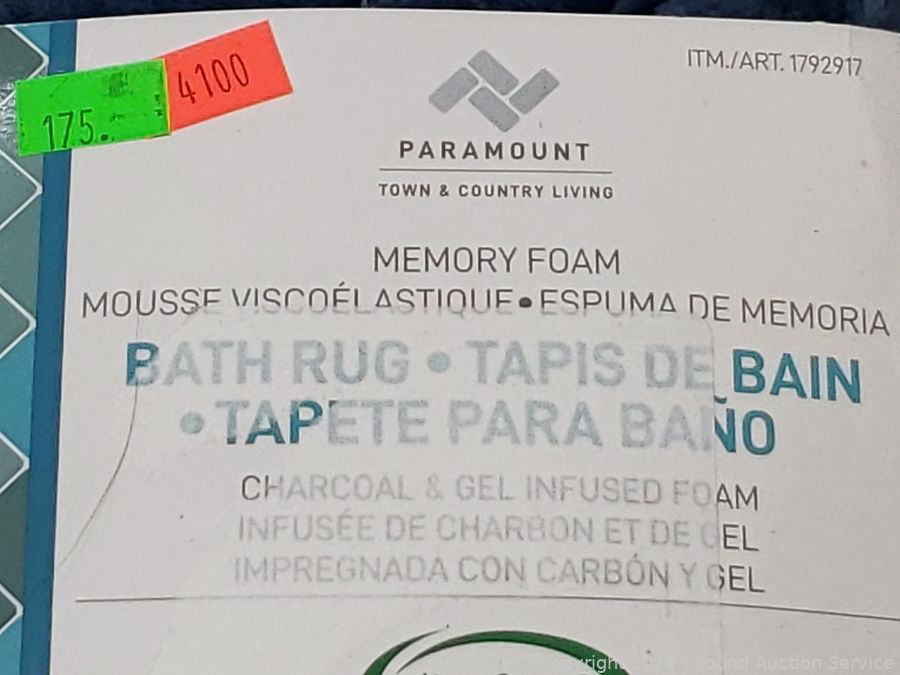 ITM./ART. 1792917
4100
175.
PARAMOUNT
TOWN & COUNTRY LIVING
MEMORY FOAM
MOUSSE VISCOÉLASTIQUE • ESPUMA DE MEMORIA
BATH RUG • TAPIS DE BAIN
• TAPETE PARA BAÑO
CHARCOAL & GEL INFUSED FOAM
INFUSÉE DE CHARBON ET DE GEL
IMPREGNADA CON CARBÓN Y GEL
Copyright 2024 - Sound Auction Service